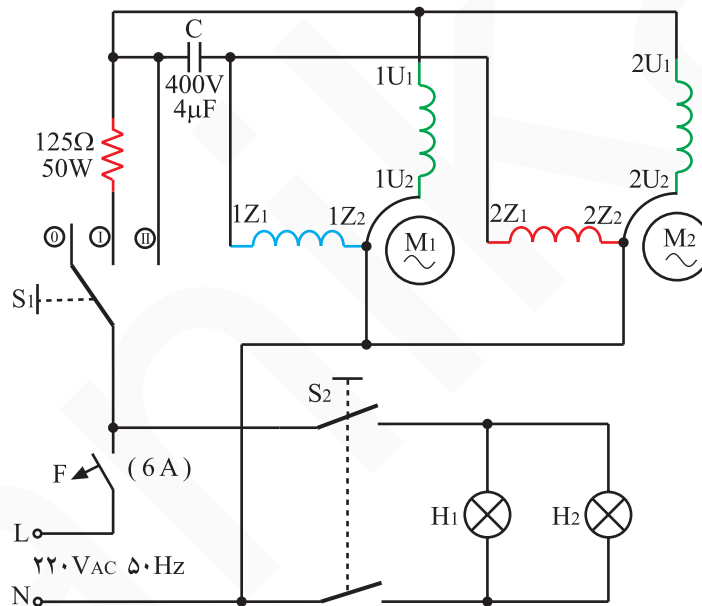 C
400V
4μF
1U1
2U1
125Ω
50W
1U2
2U2
1Z1
1Z2
2Z1
2Z2
0
I
II
M1
M2
S1
S2
F
(6A)
H1
H2
L
۲۲۰VAC ۵۰Hz
N